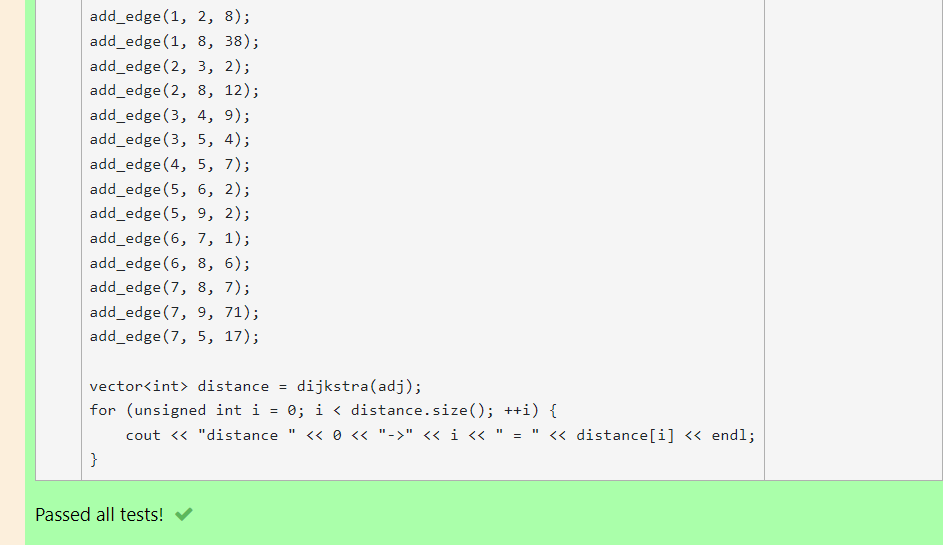 add_edge(1, 2, 8);
add_edge(1, 8, 38);
add_edge(2, 3, 2);
add_edge(2, 8, 12);
add_edge(3, 4, 9);
add_edge(3, 5, 4);
add_edge(4, 5, 7);
add_edge(5, 6, 2);
add_edge(5, 9, 2);
add_edge(6, 7, 1);
add_edge(6, 8, 6);
add_edge(7, 8, 7);
add_edge(7, 9, 71);
add_edge(7, 5, 17);

vector<int> distance = dijkstra(adj);
for (unsigned int i = 0; i < distance.size(); ++i) {
    cout << "distance " << 0 << "->" << i << " = " << distance[i] << endl;
}
Passed all tests!